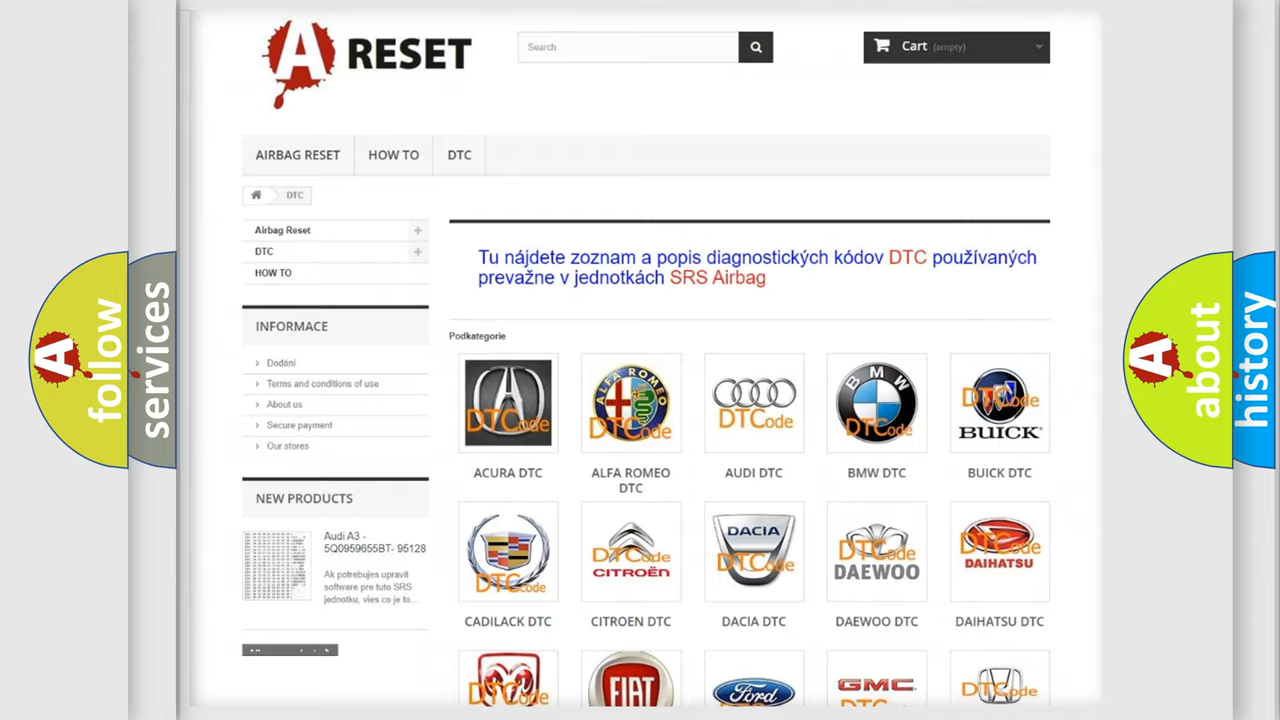 A RESET
Search
Cart (empty)
AIRBAG RESET
HOW TO
DTC
DTC
Airbag Reset
DTC
HOW TO
INFORMACE
Dodání
Terms and conditions of use
About us
Secure payment
Our stores
NEW PRODUCTS
Audi A3 -
5Q0959655BT- 95128
Ak potrebujes upravit
software pre tuto SRS
jednotku, vies co je to...
Tu nájdete zoznam a popis diagnostických kódov DTC používaných
prevažne v jednotkách SRS Airbag
Podkategorie
DTCode
ALFA ROMEO
DTCode
DTCode
BMW
DTCode
DTCode
BUICK
ACURA DTC
ALFA ROMEO
DTC
AUDI DTC
BMW DTC
BUICK DTC
DTCode
DTCode
CITROËN
DACIA
DTCode
DTCode
DAEWOO
DTCode
DAIHATSU
CADILACK DTC
CITROEN DTC
DACIA DTC
DAEWOO DTC
DAIHATSU DTC
DTCode
FIAT
Ford
GMC
DTCode
A follow
services
A about
history